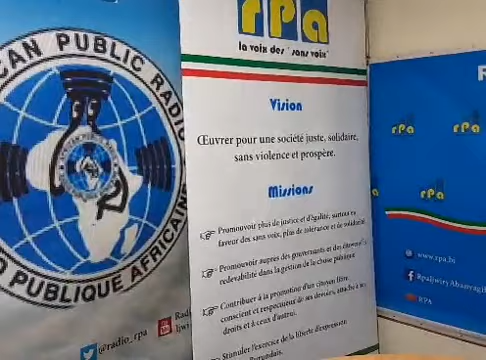 CAN PUBLIC RADIO
O PUBLIQUE AFRICAINE
@radio_rpa
rpa
la voix des "sans voix"
Vision
Œuvrer pour une société juste, solidaire,
sans violence et prospère.
Missions
Promouvoir plus de justice et d'égalité, surtout en
faveur des sans voix, plus de tolérance et de solidarité
Promouvoir auprès des gouvernants et des citoyens la
redevabilité dans la gestion de la chose publique
Contribuer à la promotion d'un citoyen libre,
conscient et respectueux de ses devoirs, attaché à ses
droits et à ceux d'autrui.
Stimuler l'exercice de la liberté d'expression
R
rPa
rPa
a
rPa
www.rpa.bi
RPA